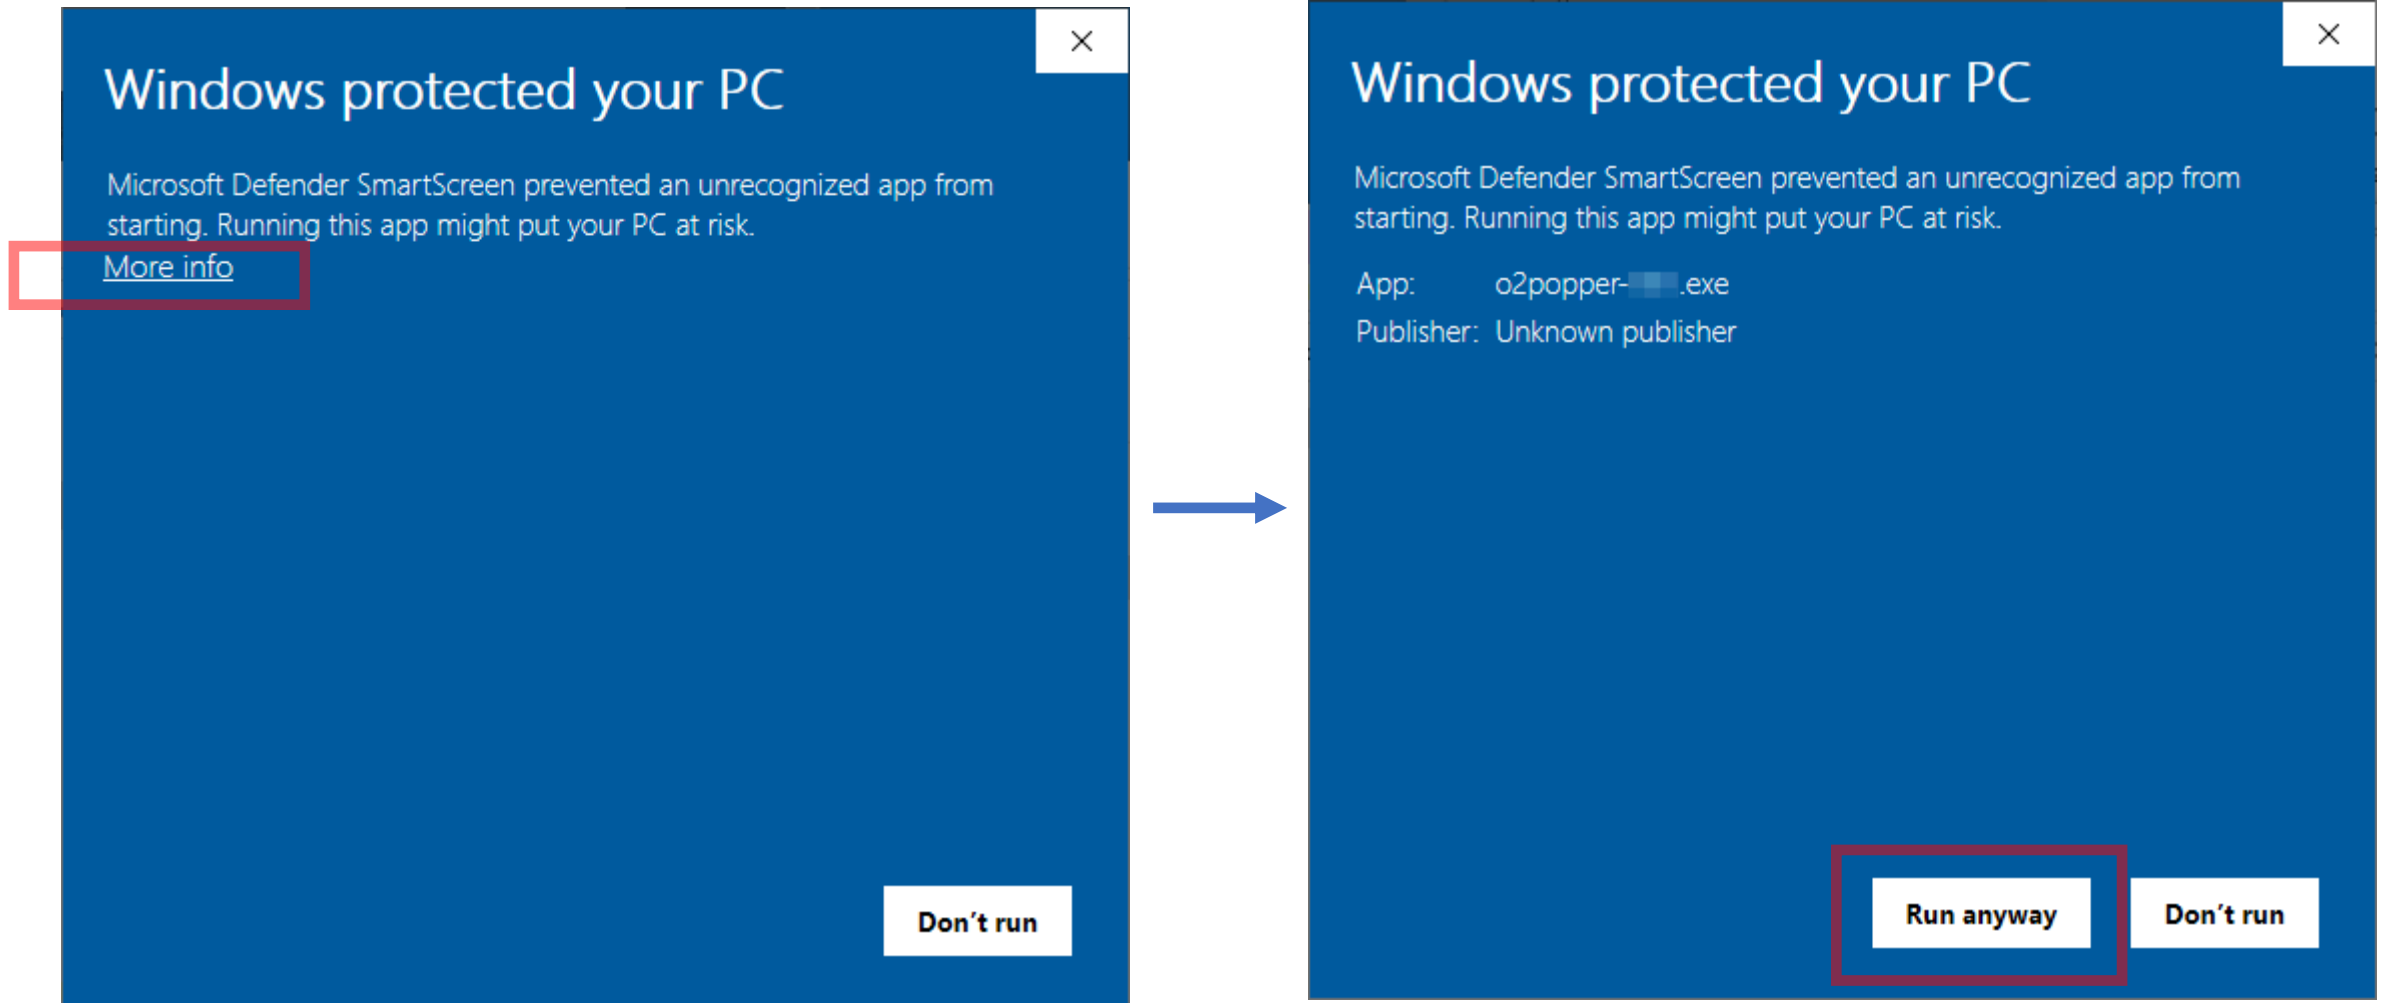 Windows protected your PC
Microsoft Defender SmartScreen prevented an unrecognized app from
starting. Running this app might put your PC at risk.
More info
Don't run
Windows protected your PC
Microsoft Defender SmartScreen prevented an unrecognized app from
starting. Running this app might put your PC at risk.
App: o2popper- .exe
Publisher: Unknown publisher
Run anyway Don't run